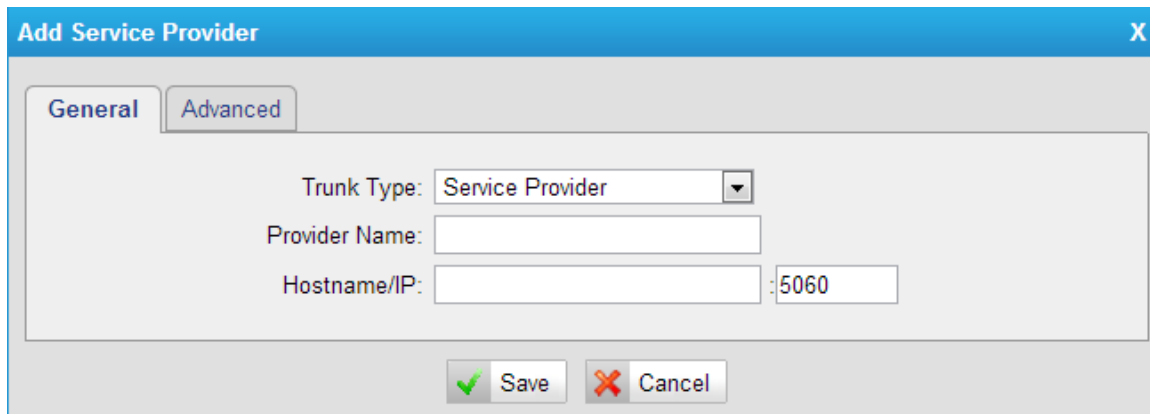 Add Service Provider X
General Advanced
Trunk Type: Service Provider
Provider Name:
Hostname/IP: :5060
Save Cancel